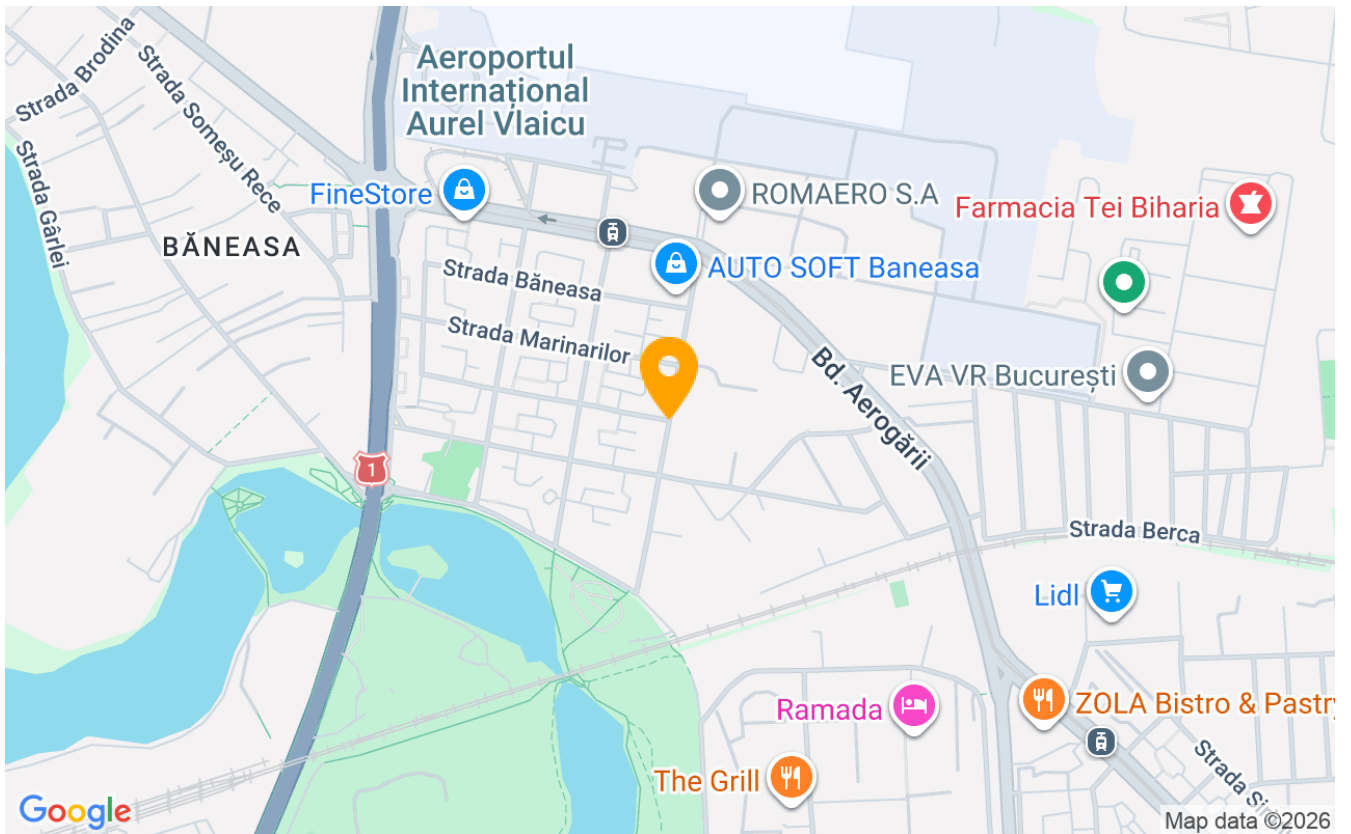 Strada Brodina
Strada Someșu Rece
Strada Gârlei
BĂNEASA
Aeroportul
Internațional
Aurel Vlaicu
FineStore
ROMAERO S.A
Farmacia Tei Biharia
AUTO SOFT Baneasa
Strada Băneasa
Strada Marinarilor
Bd. Aerogării
EVA VR București
1
Strada Berca
Lidl
Ramada
ZOLA Bistro & Pastry
The Grill
Strada
Google
Map data ©2026